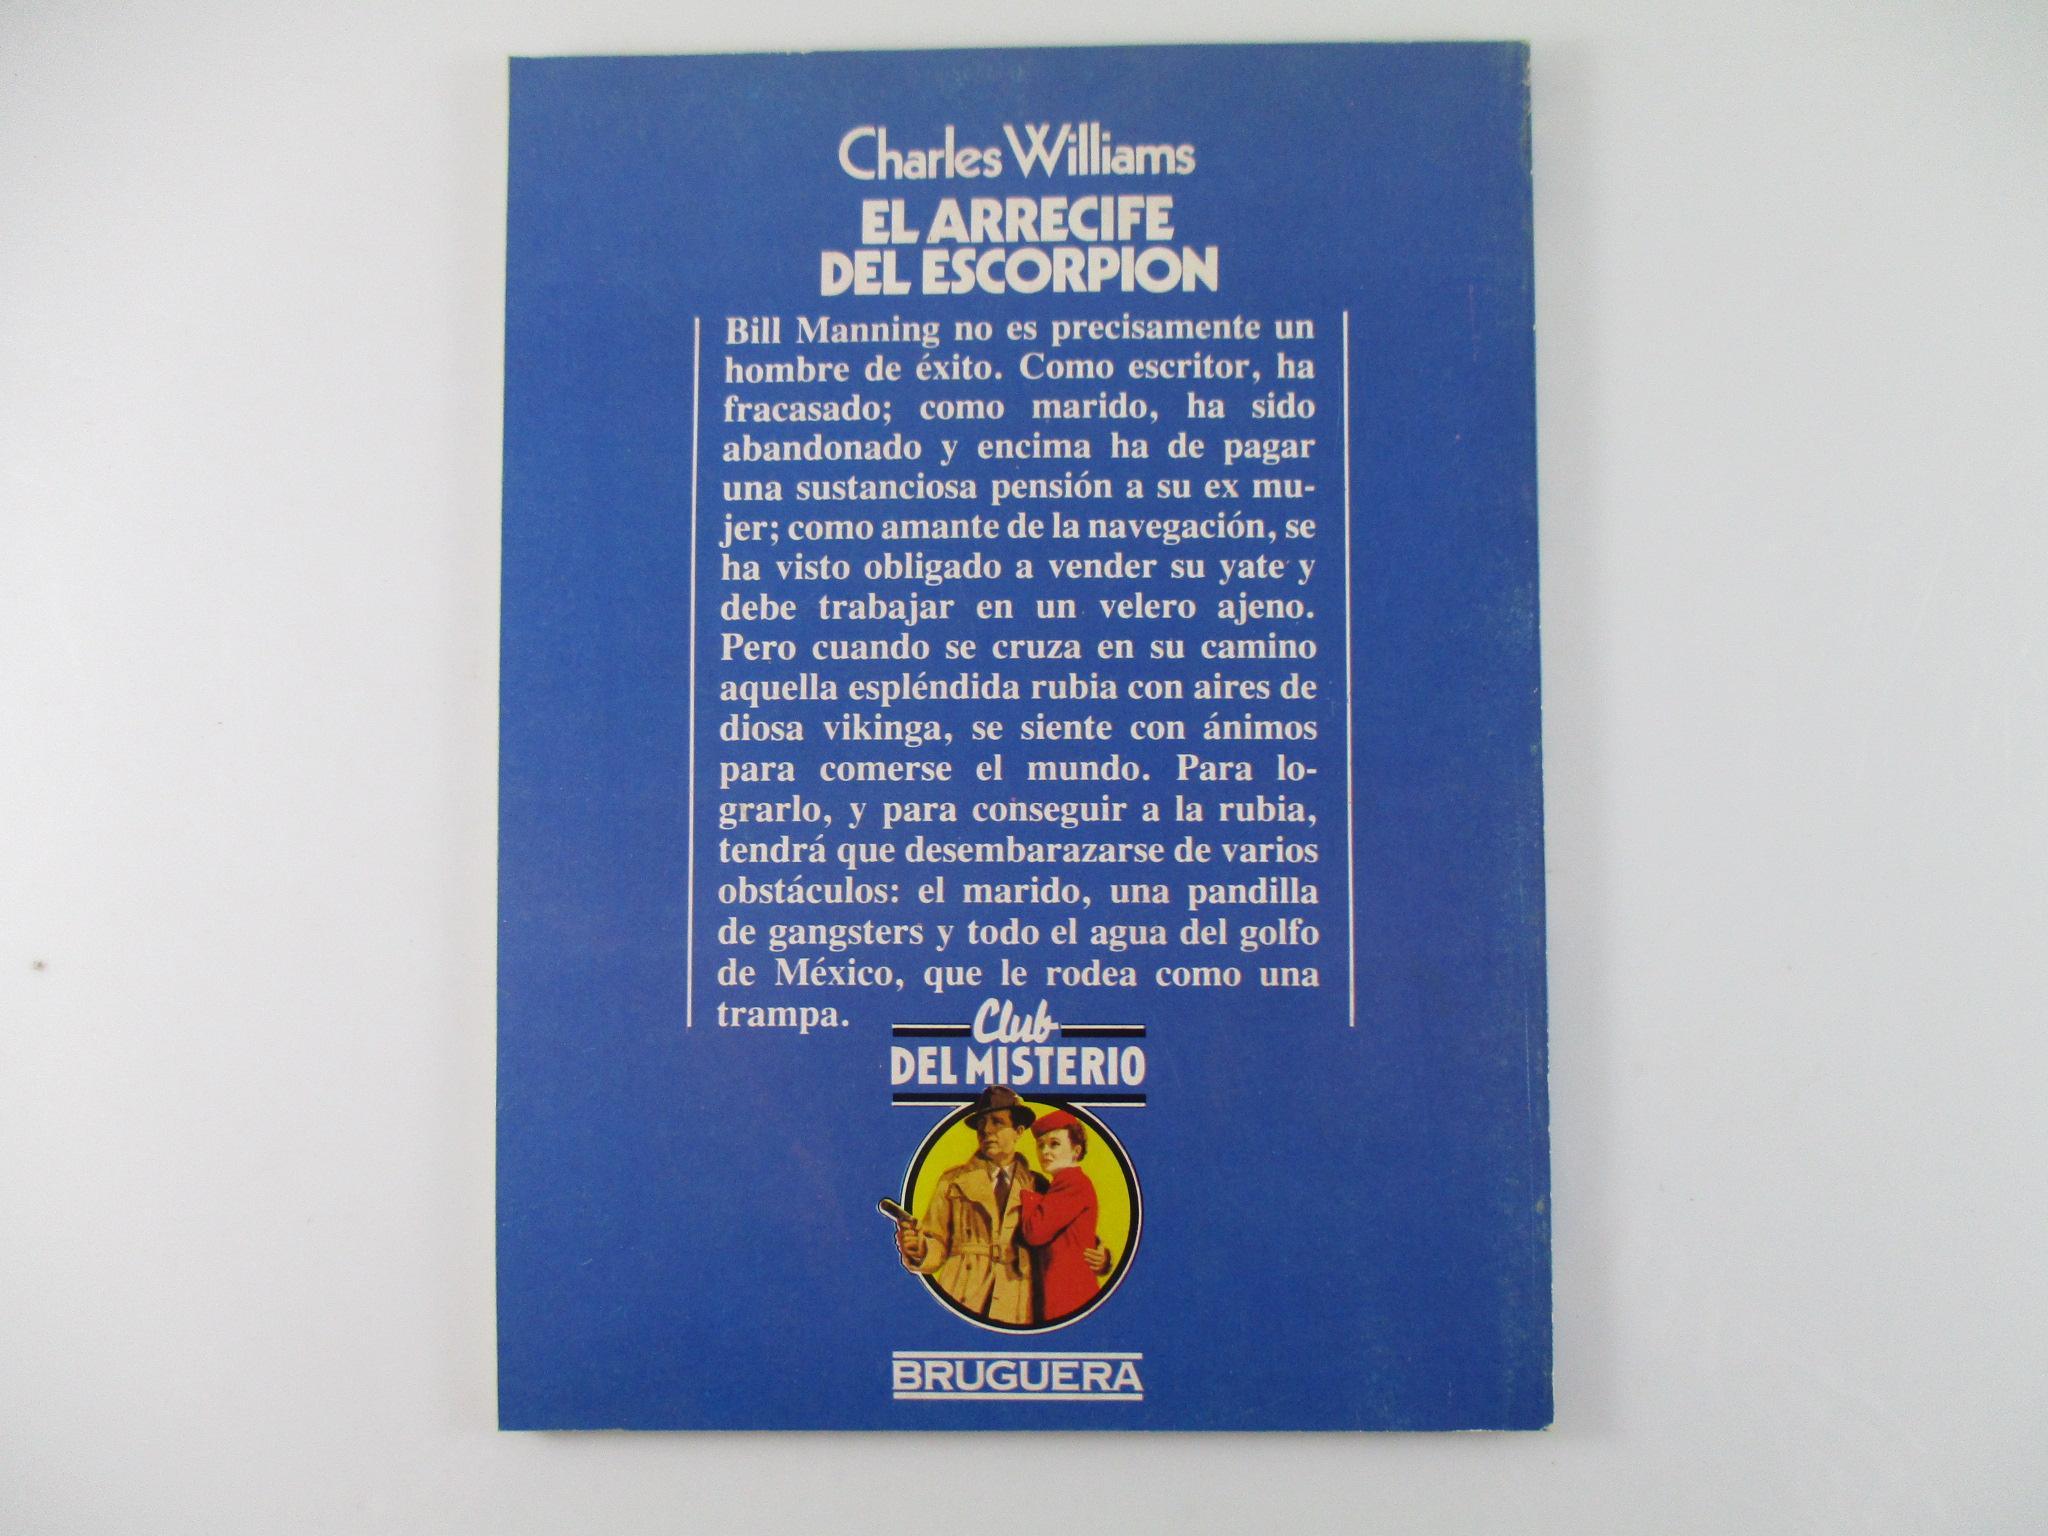 Charles Williams
EL ARRECIFE
DEL ESCORPION
Bill Manning no es precisamente un
hombre de éxito. Como escritor, ha
fracasado; como marido, ha sido
abandonado y encima ha de pagar
una sustanciosa pensión a su ex mu-
jer; como amante de la navegación, se
ha visto obligado a vender su yate y
debe trabajar en un velero ajeno.
Pero cuando se cruza en su camino
aquella espléndida rubia con aires de
diosa vikinga, se siente con ánimos
para comerse el mundo. Para lo-
grarlo, y para conseguir a la rubia,
tendrá que desembarazarse de varios
obstáculos: el marido, una pandilla
de gangsters y todo el agua del golfo
de México, que le rodea como una
trampa.
Club
DEL MISTERIO
BRUGUERA